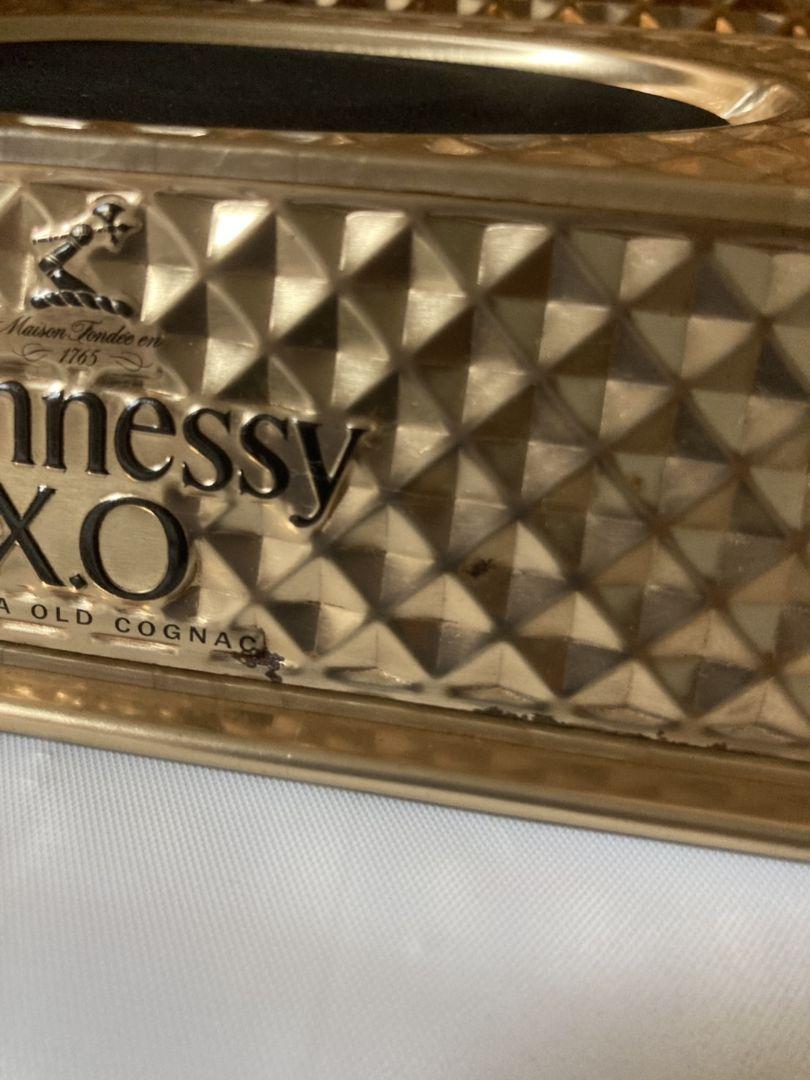 Maison Fondée en
1765
nnessy
X.O
A OLD COGNAC